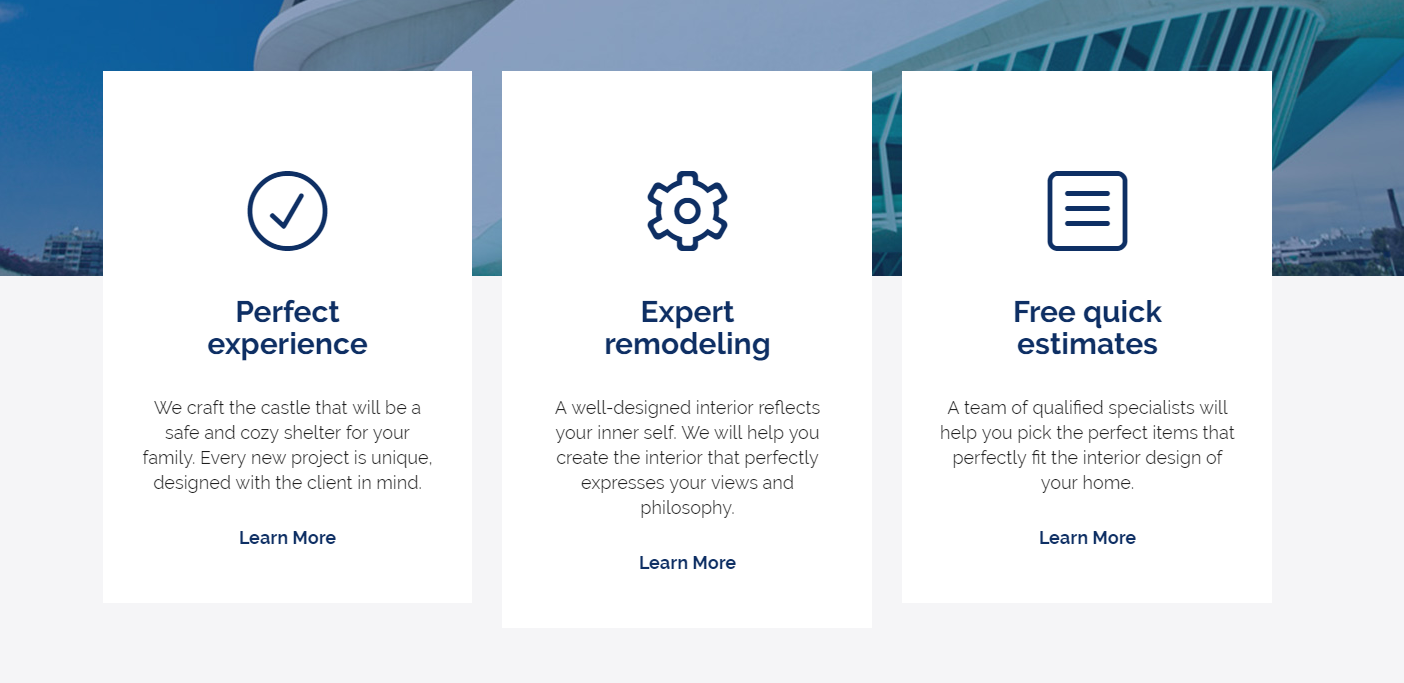 Perfect
experience
We craft the castle that will be a
safe and cozy shelter for your
family. Every new project is unique,
designed with the client in mind.
Learn More
Expert
remodeling
A well-designed interior reflects
your inner self. We will help you
create the interior that perfectly
expresses your views and
philosophy.
Learn More
Free quick
estimates
A team of qualified specialists will
help you pick the perfect items that
perfectly fit the interior design of
your home.
Learn More